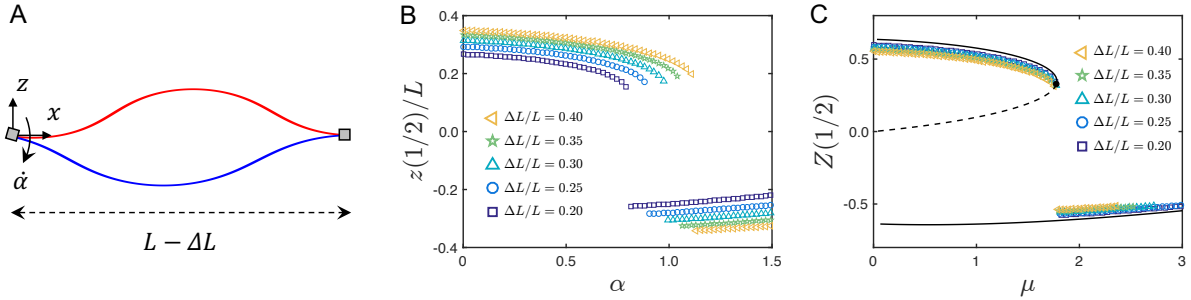 A
z
x
α̇
L − ΔL
B
z(1/2)/L
0.4
0.2
0.0
-0.2
-0.4
ΔL/L = 0.40
ΔL/L = 0.35
ΔL/L = 0.30
ΔL/L = 0.25
ΔL/L = 0.20
0 0.5 1.0 1.5
α
C
Z(1/2)
0.5
0.0
-0.5
ΔL/L = 0.40
ΔL/L = 0.35
ΔL/L = 0.30
ΔL/L = 0.25
ΔL/L = 0.20
0 1 2 3
μ